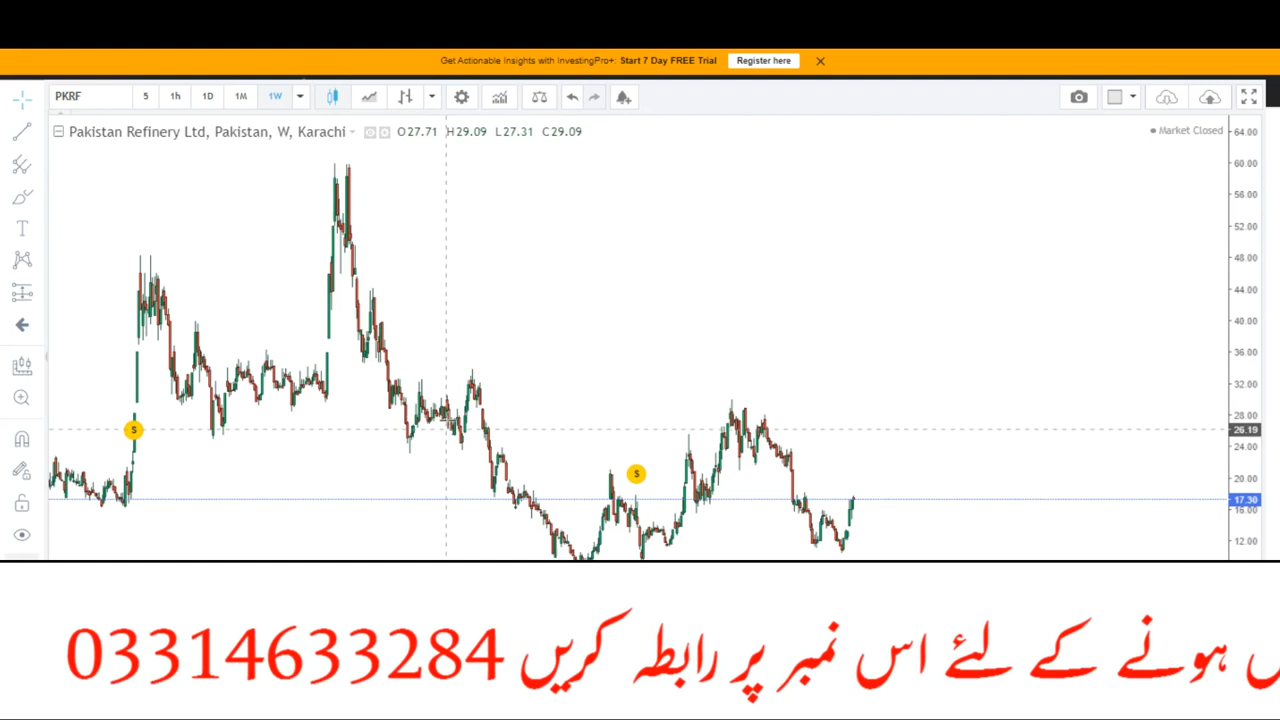 Get Actionable Insights with InvestingPro+: Start 7 Day FREE Trial Register here
PKRF 5 1h 1D 1M 1W
Pakistan Refinery Ltd, Pakistan, W, Karachi O27.71 H29.09 L27.31 C29.09
Market Closed
64.00
60.00
56.00
52.00
48.00
44.00
40.00
36.00
32.00
28.00
26.19
24.00
20.00
17.30
16.00
12.00
S
S
ہونے کے لئے اس نمبر پر رابطہ کریں 03314633284